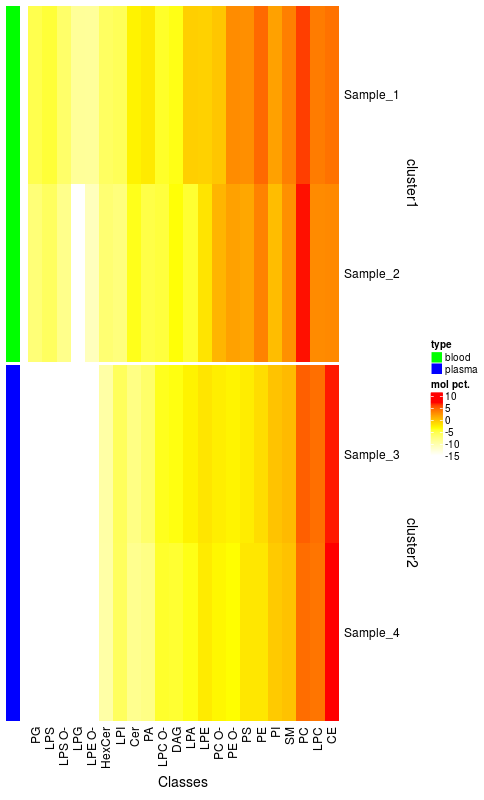 Sample_1
cluster1
Sample_2
type
blood
plasma
mol pct.
10
5
0
-5
-10
-15
Sample_3
cluster2
Sample_4
PG
LPS
LPS O-
LPG
LPE O-
HexCer
LPI
Cer
PA
LPC O-
DAG
LPA
LPE
PC O-
PE O-
PS
PE
PI
SM
PC
LPC
CE
Classes